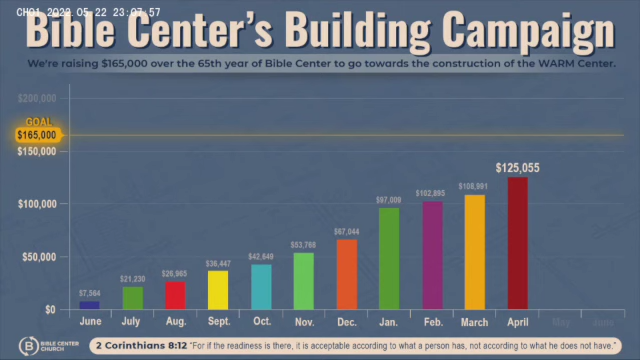 CH01 2022.05.22 23:07:57
Bible Center's Building Campaign
We're raising $165,000 over the 65th year of Bible Center to go towards the construction of the WARM Center.
$200,000
GOAL
$165,000
$150,000
$125,055
$108,991
$102,895
$97,009
$100,000
$67,044
$53,768
$50,000
$42,649
$36,447
$26,965
$21,230
$7,564
$0
June July Aug. Sept. Oct. Nov. Dec. Jan. Feb. March April May June
BIBLE CENTER
CHURCH
2 Corinthians 8:12 "For if the readiness is there, it is acceptable according to what a person has, not according to what he does not have."